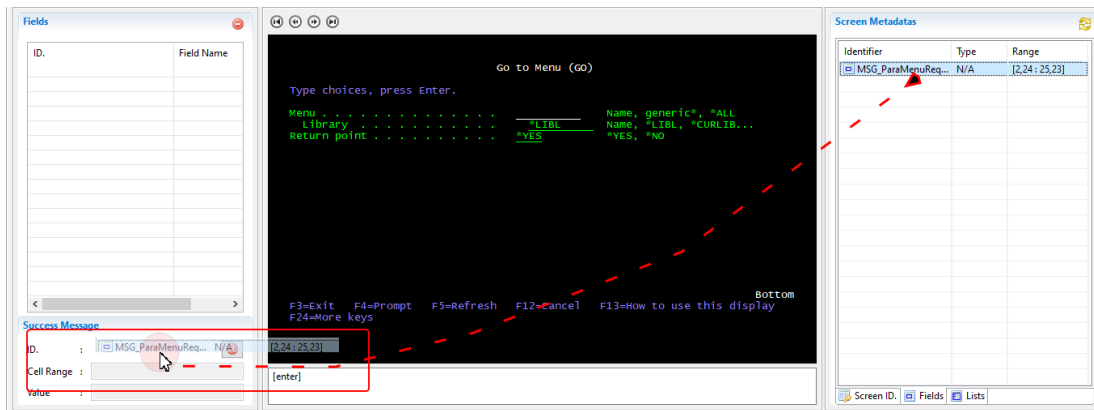 Fields
ID. Field Name
Success Message
ID. : MSG_ParaMenuReq... N/A [2,24 : 25,23]
Cell Range :
Value :
Go to Menu (GO)
Type choices, press Enter.
Menu . . . . . . . . . . . . . . Name, generic*, *ALL
Library . . . . . . . . . . . *LIBL Name, *LIBL, *CURLIB...
Return point . . . . . . . . . . *YES *YES, *NO
Bottom
F3=Exit F4=Prompt F5=Refresh F12=Cancel F13=How to use this display
F24=More keys
[enter]
Screen Metadatas
Identifier Type Range
MSG_ParaMenuReq... N/A [2,24 : 25,23]
Screen ID. Fields Lists